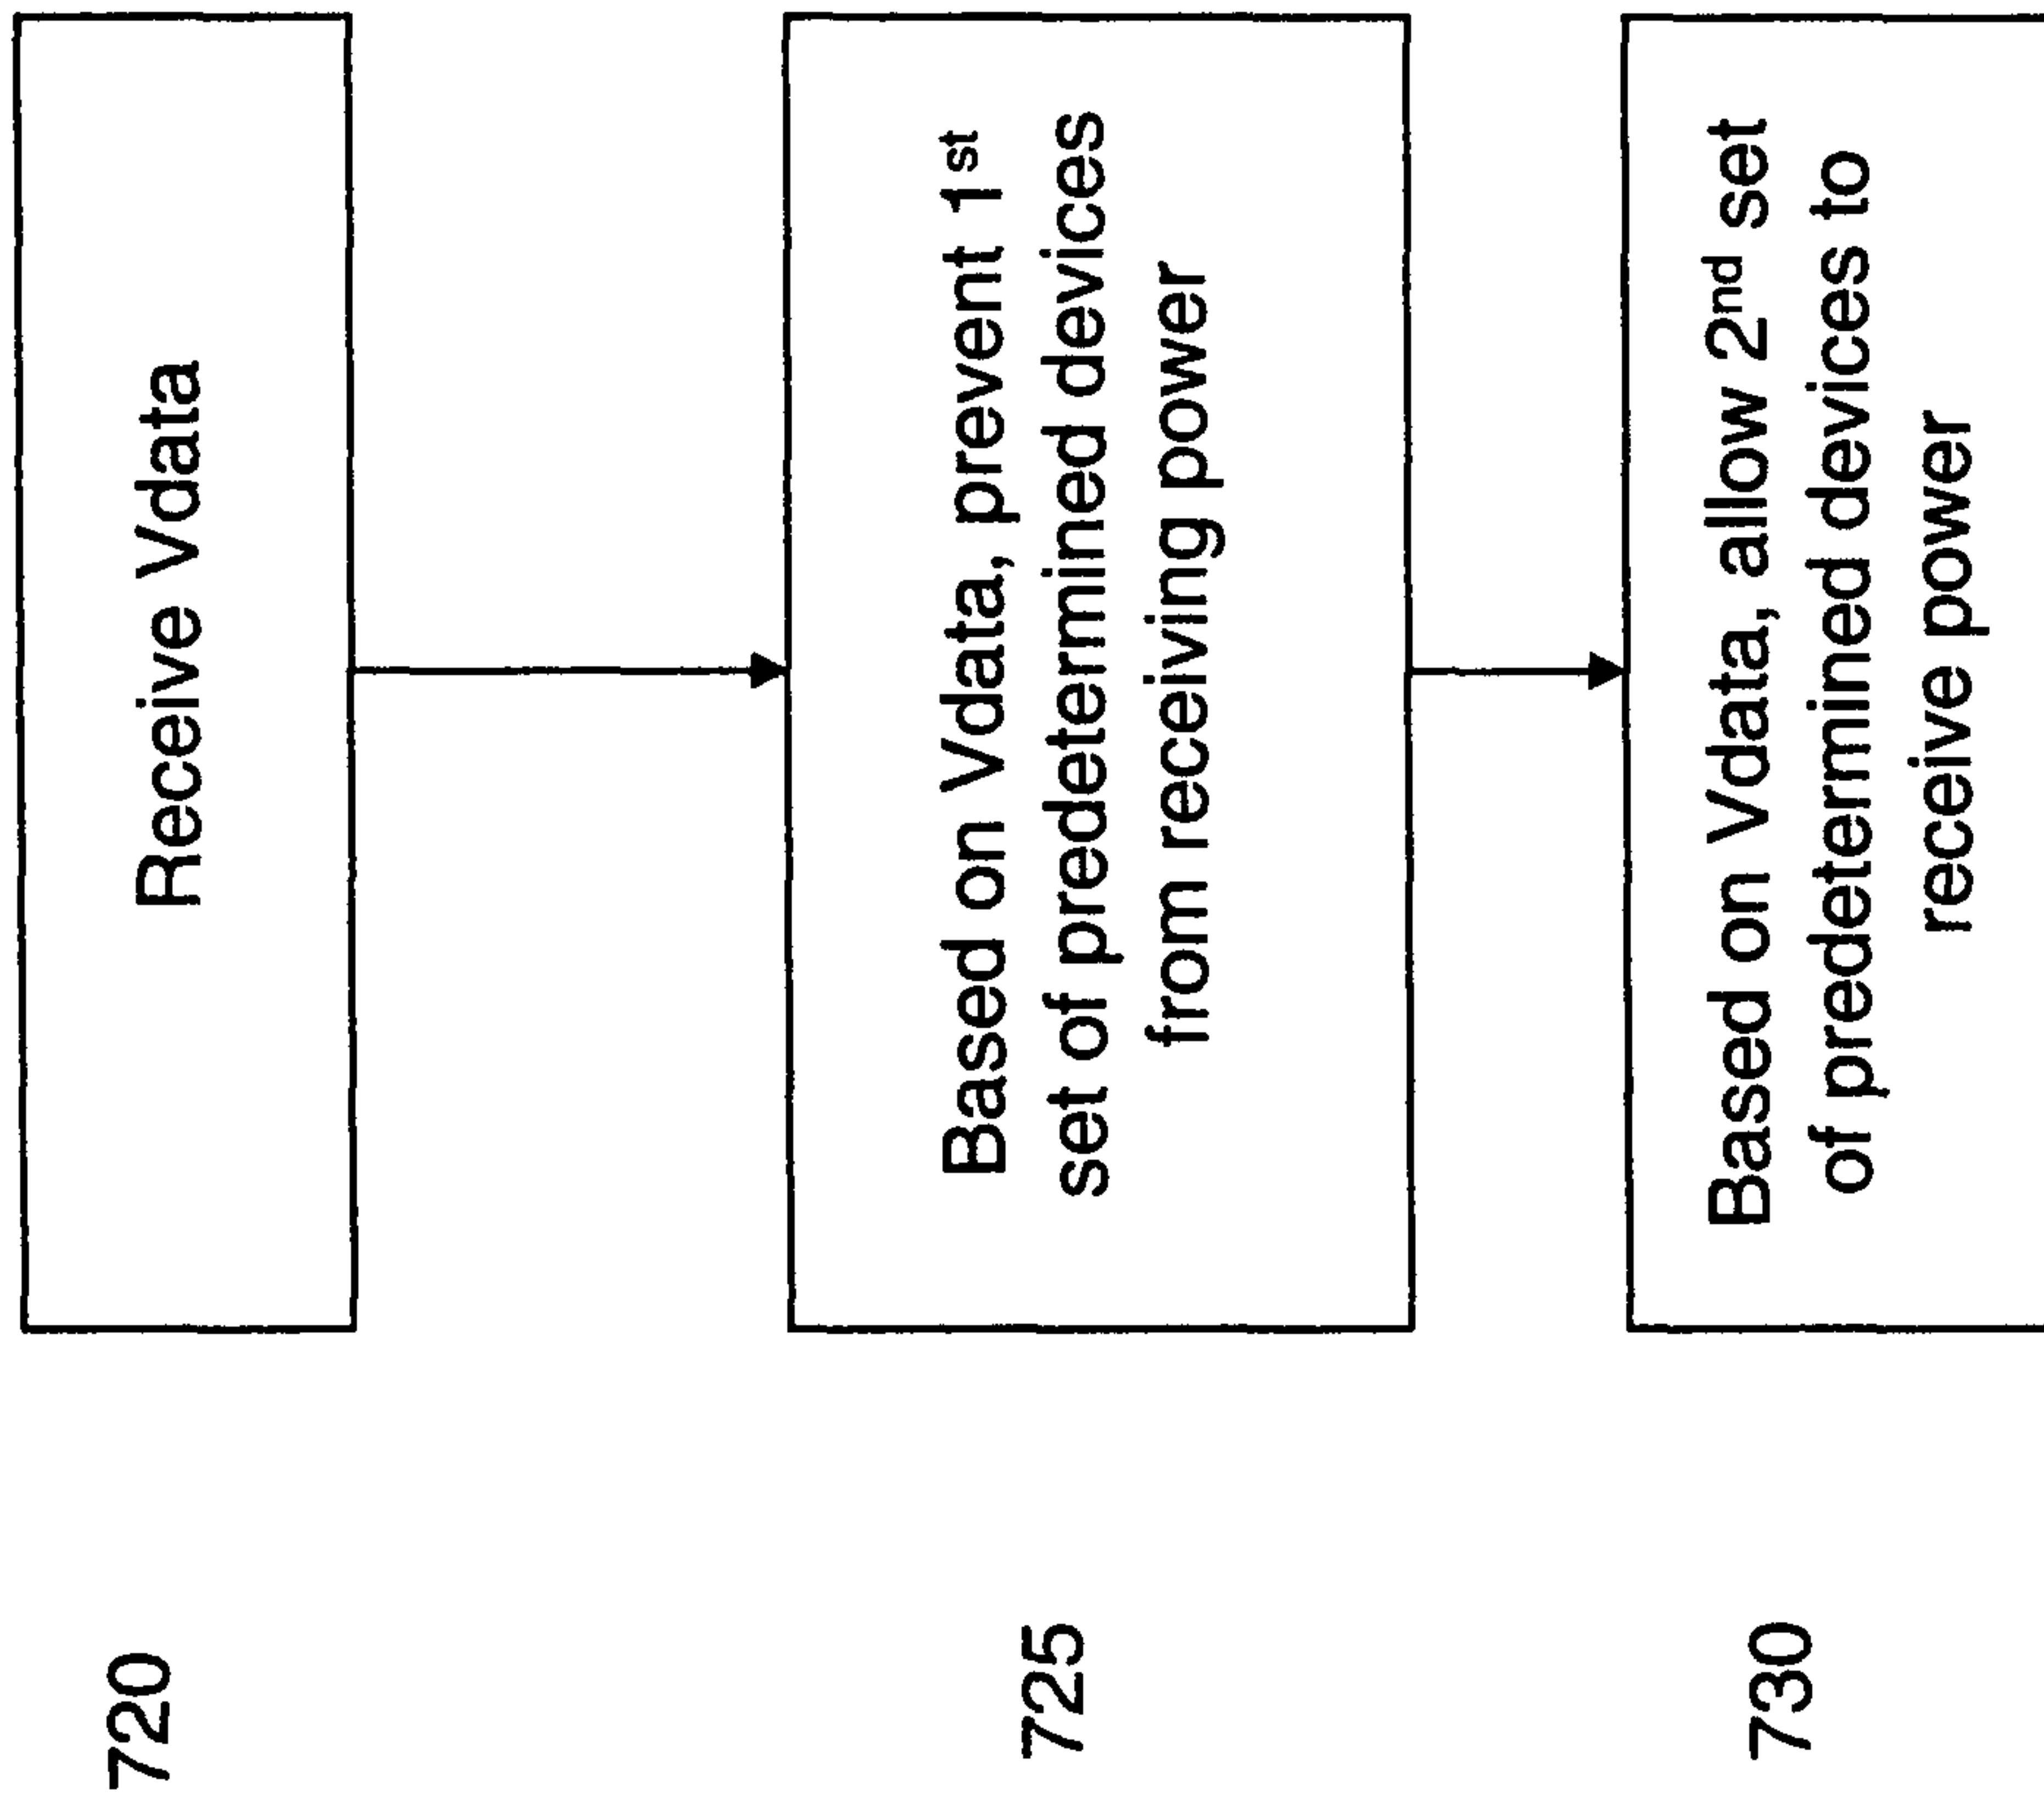 720
Receive Vdata
725
Based on Vdata, prevent 1st
set of predetermined devices
from receiving power
730
Based on Vdata, allow 2nd set
of predetermined devices to
receive power